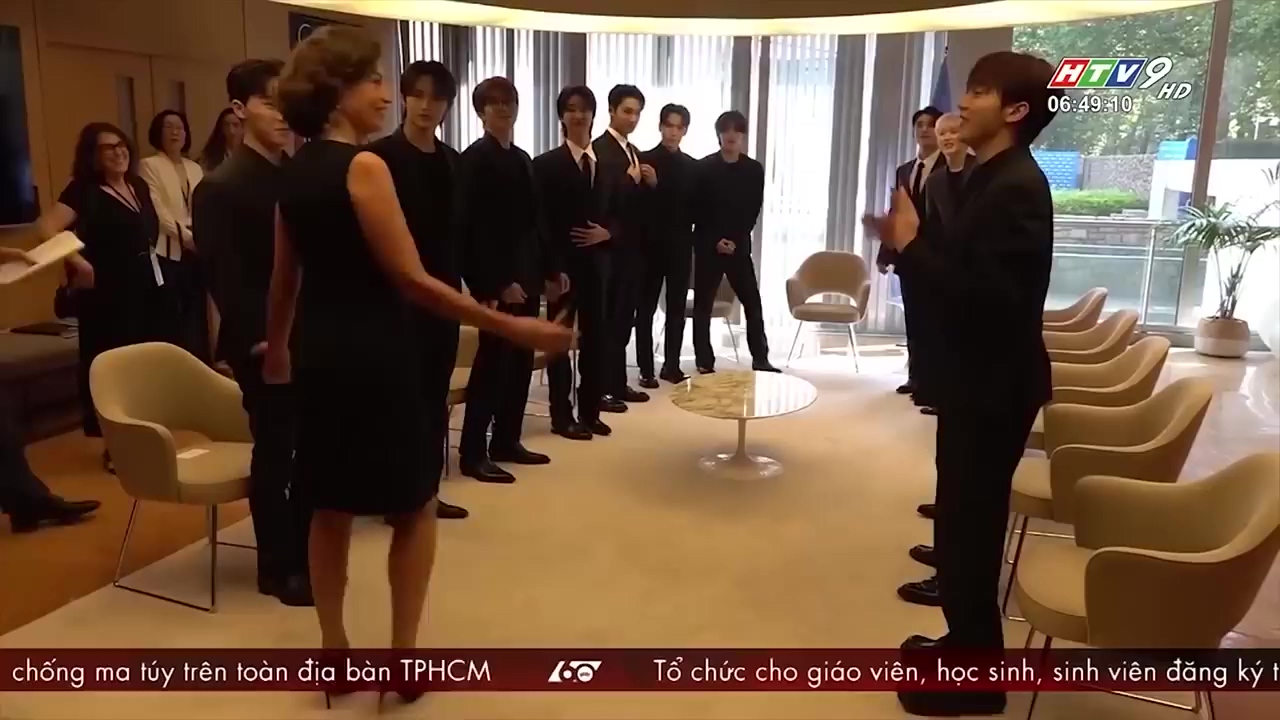 HTV9
HD
06:49:10
chống ma túy trên toàn địa bàn TPHCM 60 Tổ chức cho giáo viên, học sinh, sinh viên đăng ký t